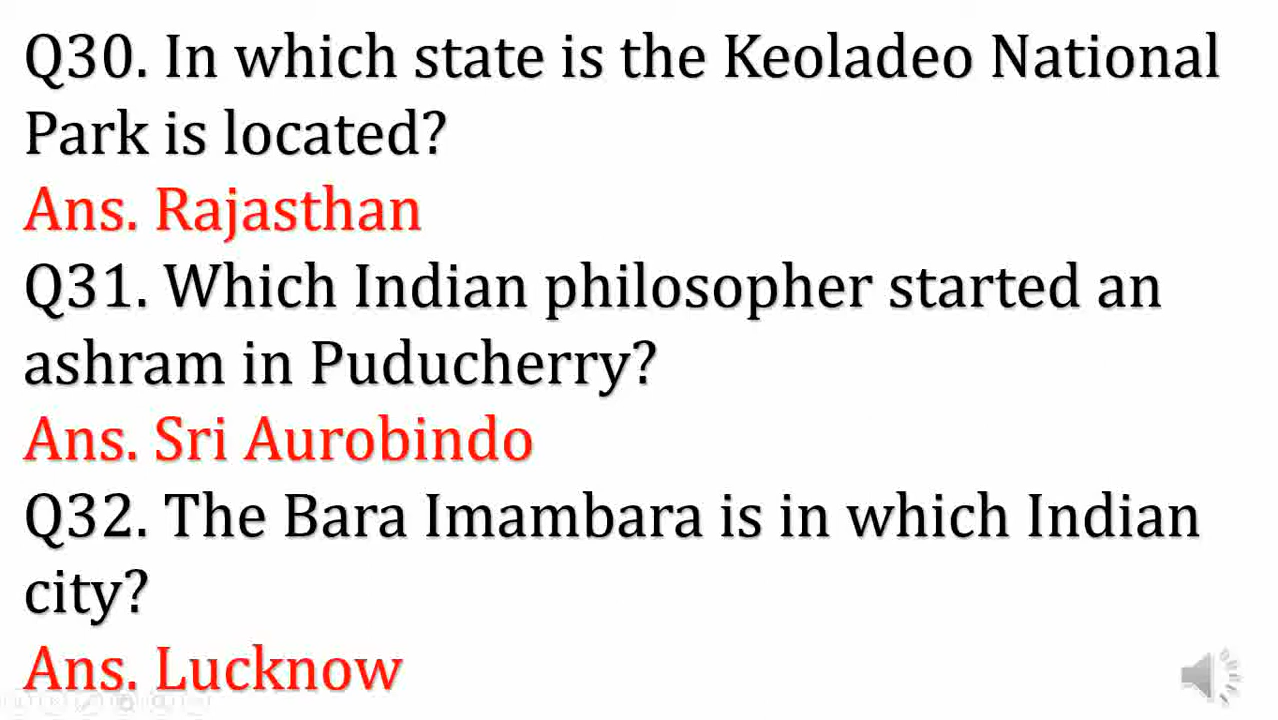 Q30. In which state is the Keoladeo National
Park is located?
Ans. Rajasthan
Q31. Which Indian philosopher started an
ashram in Puducherry?
Ans. Sri Aurobindo
Q32. The Bara Imambara is in which Indian
city?
Ans. Lucknow